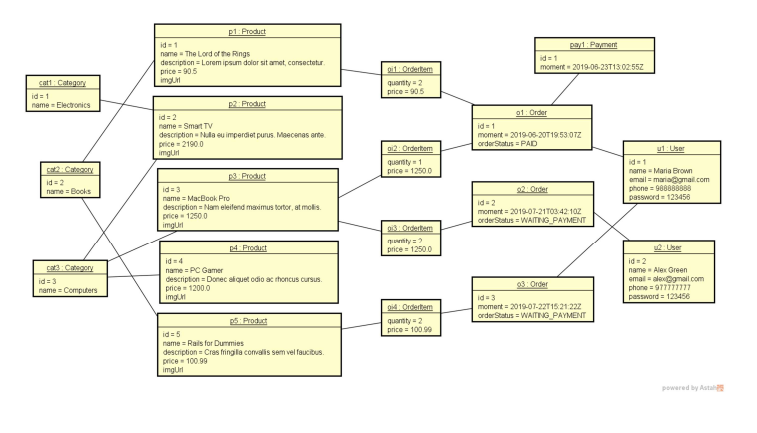 cat1 : Category
id = 1
name = Electronics
cat2 : Category
id = 2
name = Books
cat3 : Category
id = 3
name = Computers
p1 : Product
id = 1
name = The Lord of the Rings
description = Lorem ipsum dolor sit amet, consectetur.
price = 90.5
imgUrl
p2 : Product
id = 2
name = Smart TV
description = Nulla eu imperdiet purus. Maecenas ante.
price = 2190.0
imgUrl
p3 : Product
id = 3
name = MacBook Pro
description = Nam eleifend maximus tortor, at mollis.
price = 1250.0
imgUrl
p4 : Product
id = 4
name = PC Gamer
description = Donec aliquet odio ac rhoncus cursus.
price = 1200.0
imgUrl
p5 : Product
id = 5
name = Rails for Dummies
description = Cras fringilla convallis sem vel faucibus.
price = 100.99
imgUrl
oi1 : OrderItem
quantity = 2
price = 90.5
oi2 : OrderItem
quantity = 1
price = 1250.0
oi3 : OrderItem
quantity = 2
price = 1250.0
oi4 : OrderItem
quantity = 2
price = 100.99
pay1 : Payment
id = 1
moment = 2019-06-23T13:02:55Z
o1 : Order
id = 1
moment = 2019-06-20T19:53:07Z
orderStatus = PAID
o2 : Order
id = 2
moment = 2019-07-21T03:42:10Z
orderStatus = WAITING_PAYMENT
o3 : Order
id = 3
moment = 2019-07-22T15:21:22Z
orderStatus = WAITING_PAYMENT
u1 : User
id = 1
name = Maria Brown
email = maria@gmail.com
phone = 988888888
password = 123456
u2 : User
id = 2
name = Alex Green
email = alex@gmail.com
phone = 977777777
password = 123456
powered by Astah